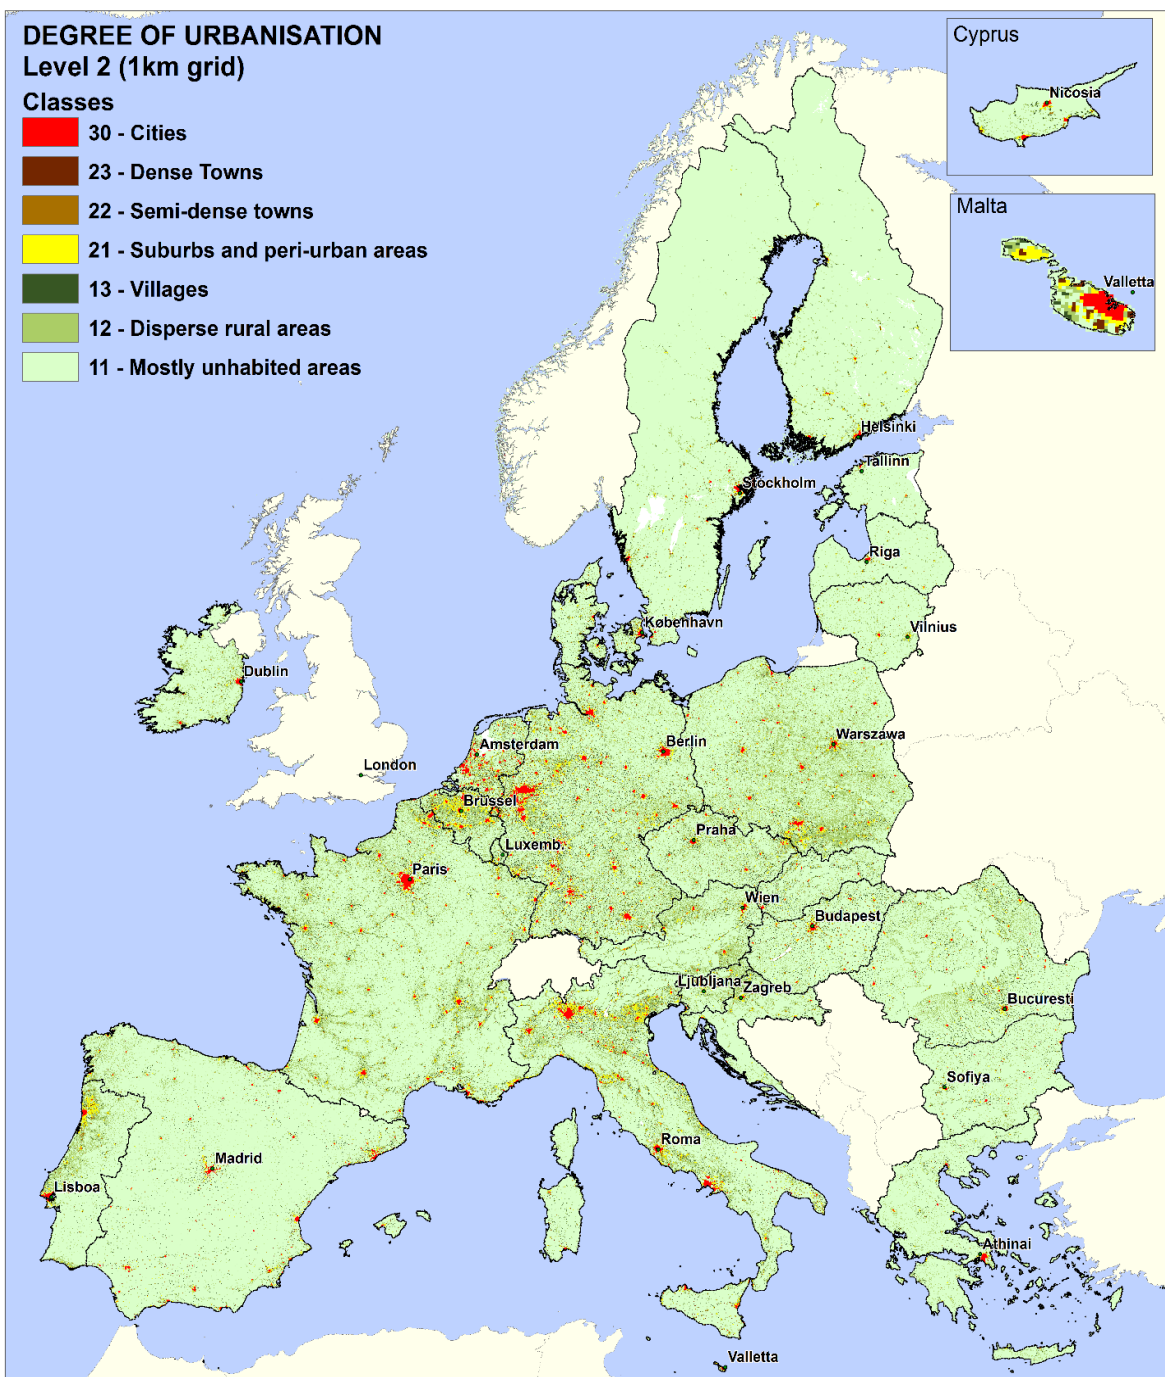 DEGREE OF URBANISATION
Level 2 (1km grid)
Classes
30 - Cities
23 - Dense Towns
22 - Semi-dense towns
21 - Suburbs and peri-urban areas
13 - Villages
12 - Disperse rural areas
11 - Mostly unhabited areas
Cyprus
Nicosia
Malta
Valletta
Helsinki
Tallinn
Stockholm
Riga
København
Vilnius
Dublin
Amsterdam
Berlin
Warszawa
London
Brüssel
Praha
Luxemb.
Paris
Wien
Budapest
Ljubljana
Zagreb
Bucuresti
Sofiya
Roma
Madrid
Lisboa
Athinai
Valletta